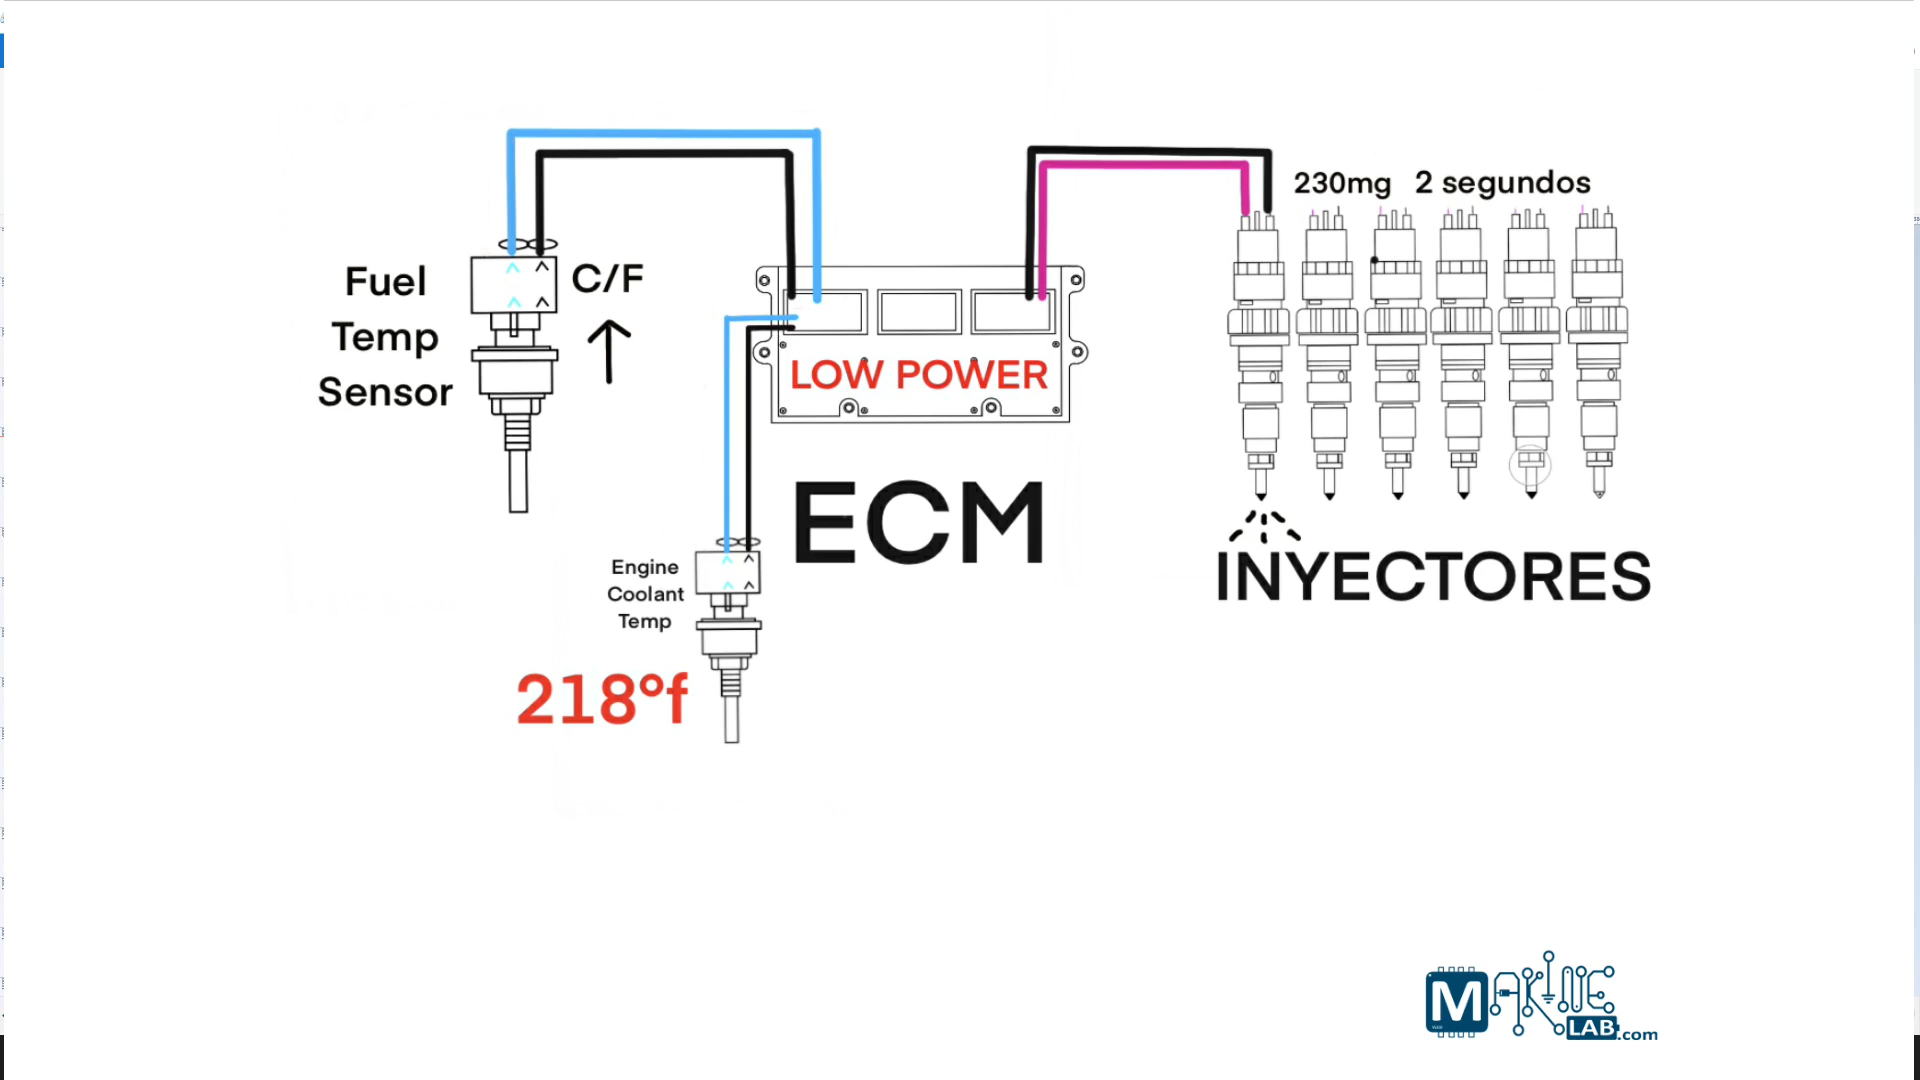 230mg 2 segundos
Fuel
Temp
Sensor
C/F
LOW POWER
ECM
INYECTORES
Engine
Coolant
Temp
218°f
MAKINE
LAB.com